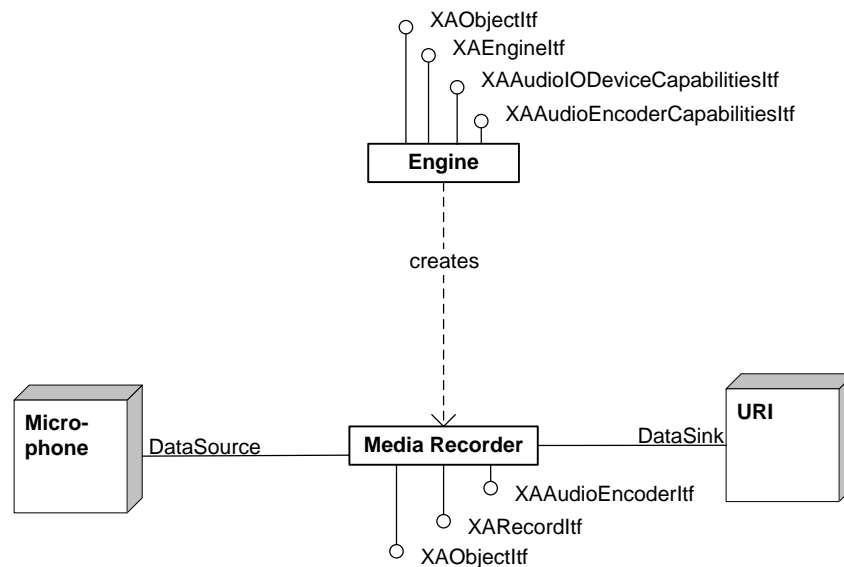 XAObjectItf
XAEngineItf
XAAudioIODeviceCapabilitiesItf
XAAudioEncoderCapabilitiesItf
Engine
creates
Micro-
phone
DataSource
Media Recorder
DataSink
URI
XAAudioEncoderItf
XARecordItf
XAObjectItf